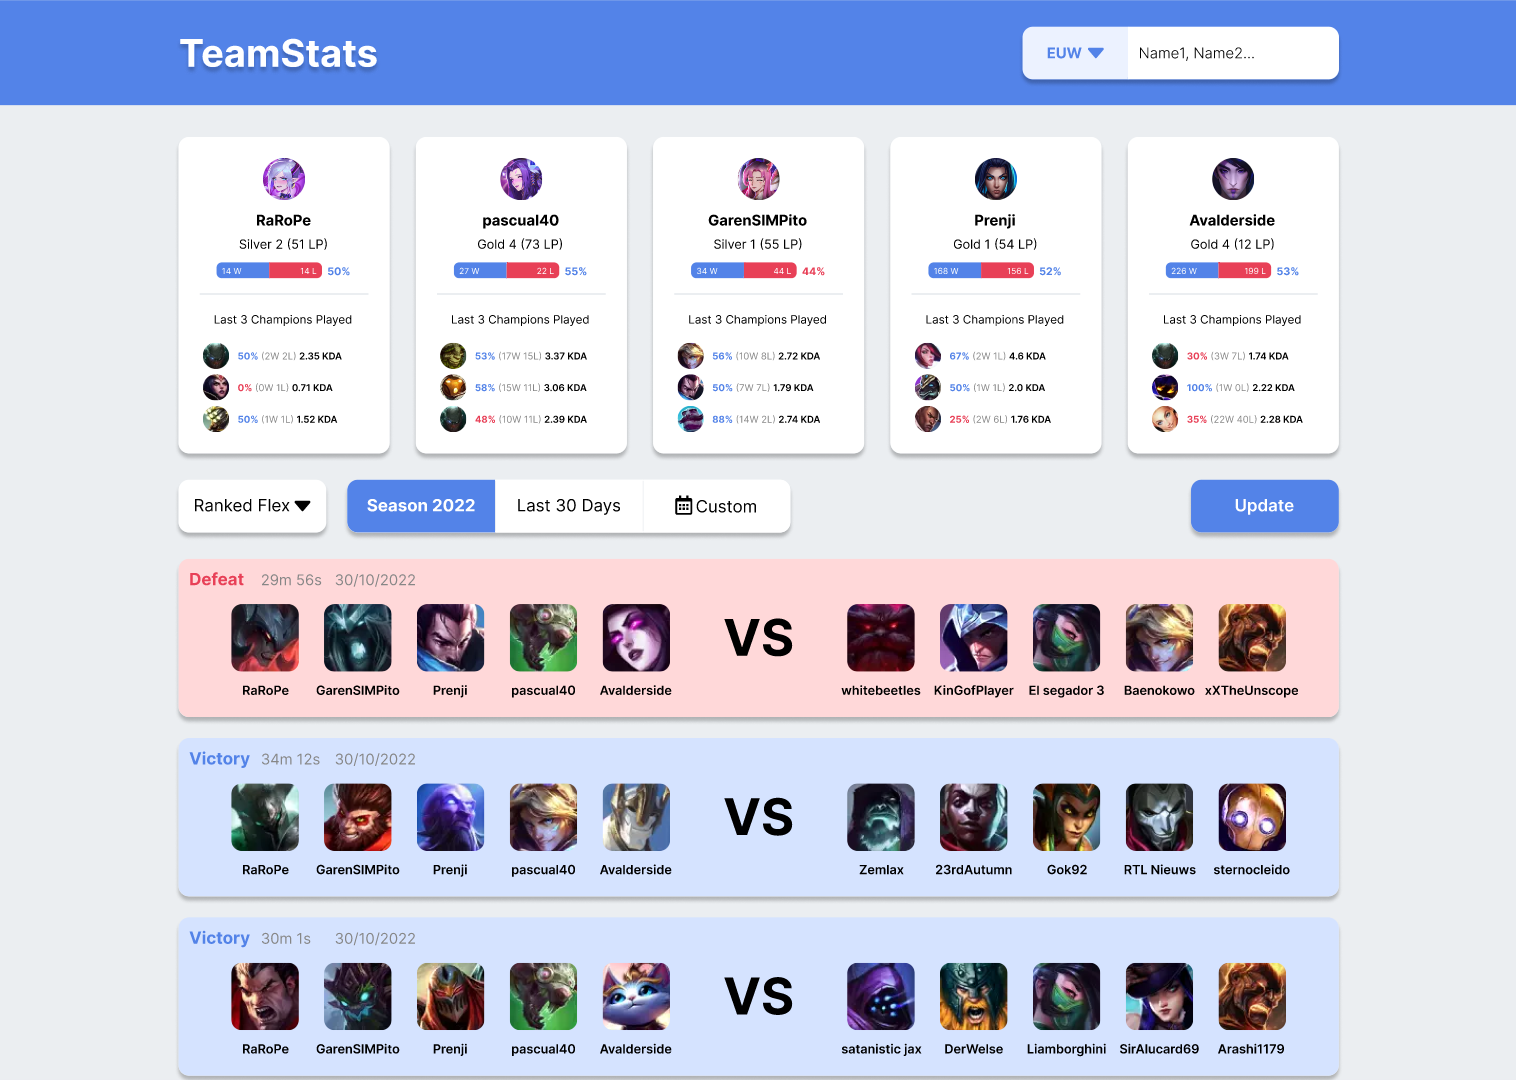 TeamStats
EUW
Name1, Name2...
RaRoPe
Silver 2 (51 LP)
14 W 14 L 50%
Last 3 Champions Played
50% (2W 2L) 2.35 KDA
0% (0W 1L) 0.71 KDA
50% (1W 1L) 1.52 KDA
pascual40
Gold 4 (73 LP)
27 W 22 L 55%
Last 3 Champions Played
53% (17W 15L) 3.37 KDA
58% (15W 11L) 3.06 KDA
48% (10W 11L) 2.39 KDA
GarenSIMPito
Silver 1 (55 LP)
34 W 44 L 44%
Last 3 Champions Played
56% (10W 8L) 2.72 KDA
50% (7W 7L) 1.79 KDA
88% (14W 2L) 2.74 KDA
Prenji
Gold 1 (54 LP)
168 W 156 L 52%
Last 3 Champions Played
67% (2W 1L) 4.6 KDA
50% (1W 1L) 2.0 KDA
25% (2W 6L) 1.76 KDA
Avalderside
Gold 4 (12 LP)
226 W 199 L 53%
Last 3 Champions Played
30% (3W 7L) 1.74 KDA
100% (1W 0L) 2.22 KDA
35% (22W 40L) 2.28 KDA
Ranked Flex
Season 2022
Last 30 Days
Custom
Update
Defeat 29m 56s 30/10/2022
VS
RaRoPe GarenSIMPito Prenji pascual40 Avalderside whitebeetles KinGofPlayer El segador 3 Baenokowo xXTheUnscope
Victory 34m 12s 30/10/2022
VS
RaRoPe GarenSIMPito Prenji pascual40 Avalderside Zemlax 23rdAutumn Gok92 RTL Nieuws sternocleido
Victory 30m 1s 30/10/2022
VS
RaRoPe GarenSIMPito Prenji pascual40 Avalderside satanistic jax DerWelse Liamborghini SirAlucard69 Arashi1179